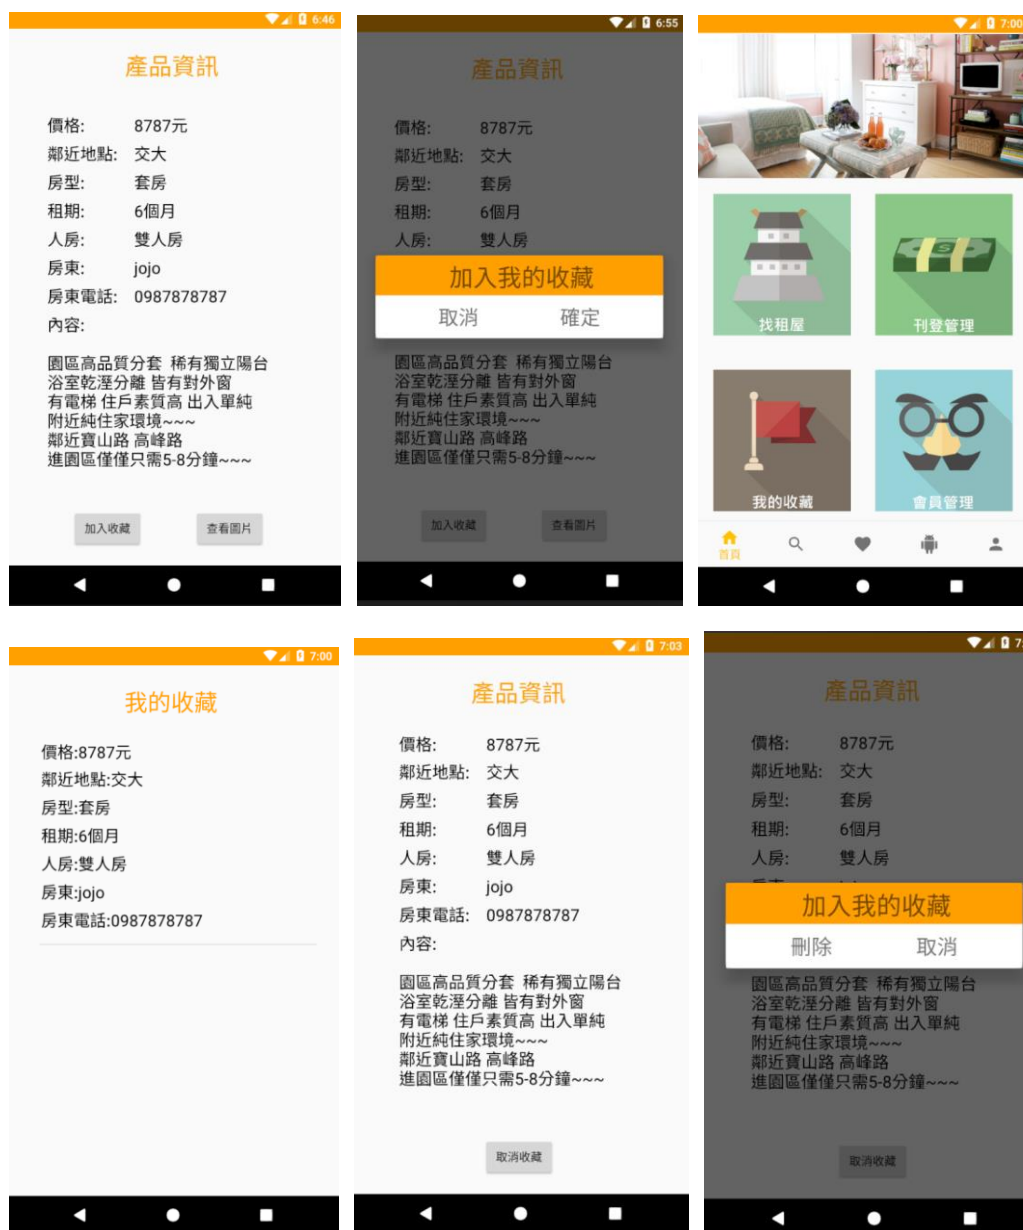 6:46
產品資訊
價格: 8787元
鄰近地點: 交大
房型: 套房
租期: 6個月
人房: 雙人房
房東: jojo
房東電話: 0987878787
內容:
園區高品質分套 稀有獨立陽台
浴室乾溼分離 皆有對外窗
有電梯 住戶素質高 出入單純
附近純住家環境~~~
鄰近寶山路 高峰路
進園區僅僅只需5-8分鐘~~~
加入收藏 查看圖片
6:55
產品資訊
價格: 8787元
鄰近地點: 交大
房型: 套房
租期: 6個月
人房: 雙人房
加入我的收藏
取消 確定
園區高品質分套 稀有獨立陽台
浴室乾溼分離 皆有對外窗
有電梯 住戶素質高 出入單純
附近純住家環境~~~
鄰近寶山路 高峰路
進園區僅僅只需5-8分鐘~~~
加入收藏 查看圖片
7:00
找租屋 刊登管理
我的收藏 會員管理
首頁
7:00
我的收藏
價格:8787元
鄰近地點:交大
房型:套房
租期:6個月
人房:雙人房
房東:jojo
房東電話:0987878787
7:03
產品資訊
價格: 8787元
鄰近地點: 交大
房型: 套房
租期: 6個月
人房: 雙人房
房東: jojo
房東電話: 0987878787
內容:
園區高品質分套 稀有獨立陽台
浴室乾溼分離 皆有對外窗
有電梯 住戶素質高 出入單純
附近純住家環境~~~
鄰近寶山路 高峰路
進園區僅僅只需5-8分鐘~~~
取消收藏
產品資訊
價格: 8787元
鄰近地點: 交大
房型: 套房
租期: 6個月
人房: 雙人房
加入我的收藏
刪除 取消
園區高品質分套 稀有獨立陽台
浴室乾溼分離 皆有對外窗
有電梯 住戶素質高 出入單純
附近純住家環境~~~
鄰近寶山路 高峰路
進園區僅僅只需5-8分鐘~~~
取消收藏